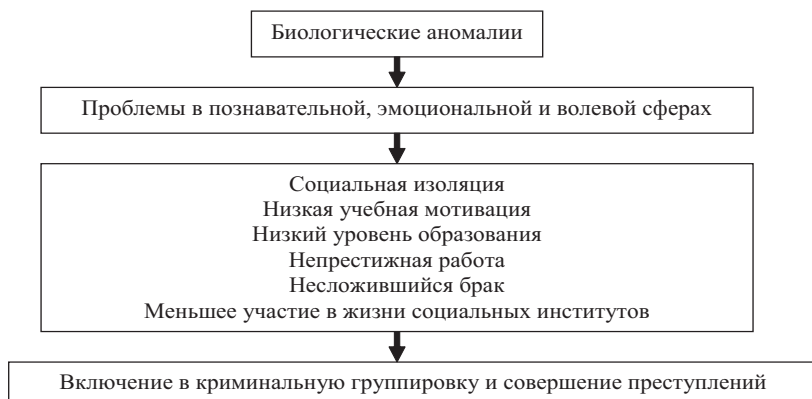 Биологические аномалии
Проблемы в познавательной, эмоциональной и волевой сферах
Социальная изоляция
Низкая учебная мотивация
Низкий уровень образования
Непрестижная работа
Несложившийся брак
Меньшее участие в жизни социальных институтов
Включение в криминальную группировку и совершение преступлений